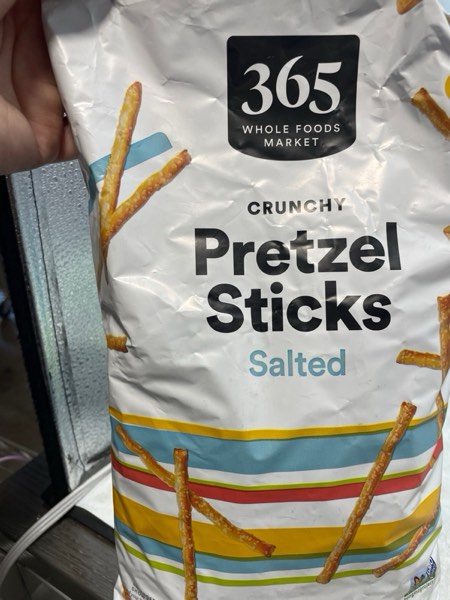 365
WHOLE FOODS
MARKET
CRUNCHY
Pretzel
Sticks
Salted